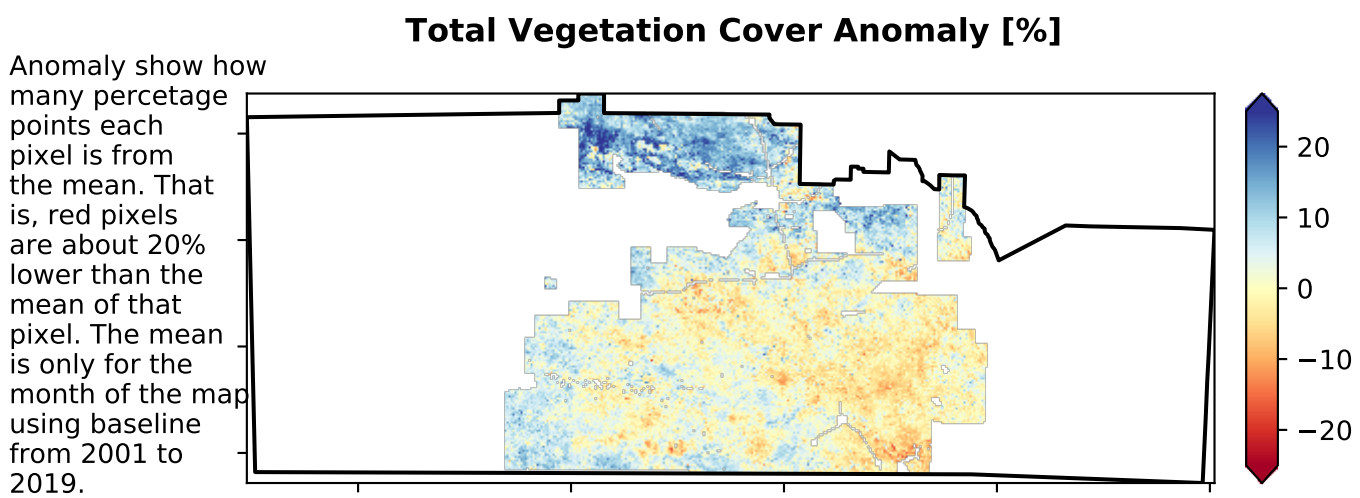 Total Vegetation Cover Anomaly [%]
Anomaly show how
many percetage
points each
pixel is from
the mean. That
is, red pixels
are about 20%
lower than the
mean of that
pixel. The mean
is only for the
month of the map
using baseline
from 2001 to
2019.
20
10
0
−10
−20